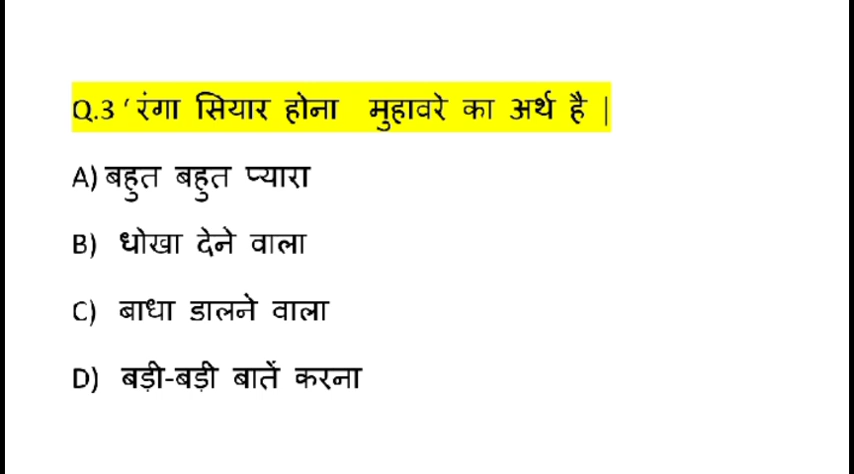 Q.3 ‘ रंगा सियार होना मुहावरे का अर्थ है |
A) बहुत बहुत प्यारा
B) धोखा देने वाला
C) बाधा डालने वाला
D) बड़ी-बड़ी बातें करना